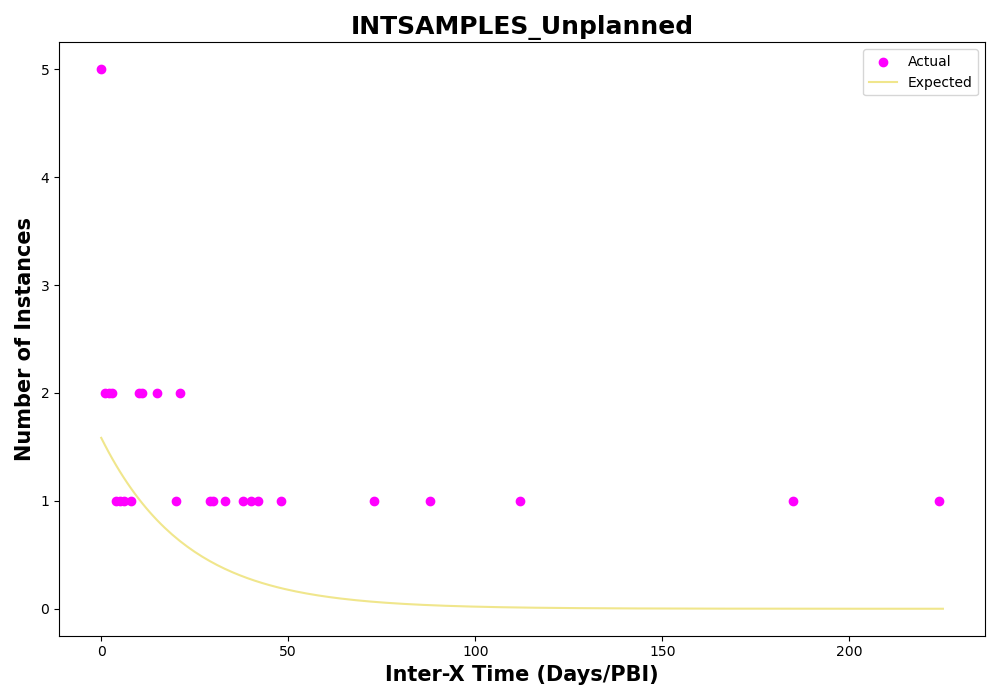 INTSAMPLES_Unplanned
Actual
Expected
5
4
3
2
1
0
Number of Instances
0
50
100
150
200
Inter-X Time (Days/PBI)